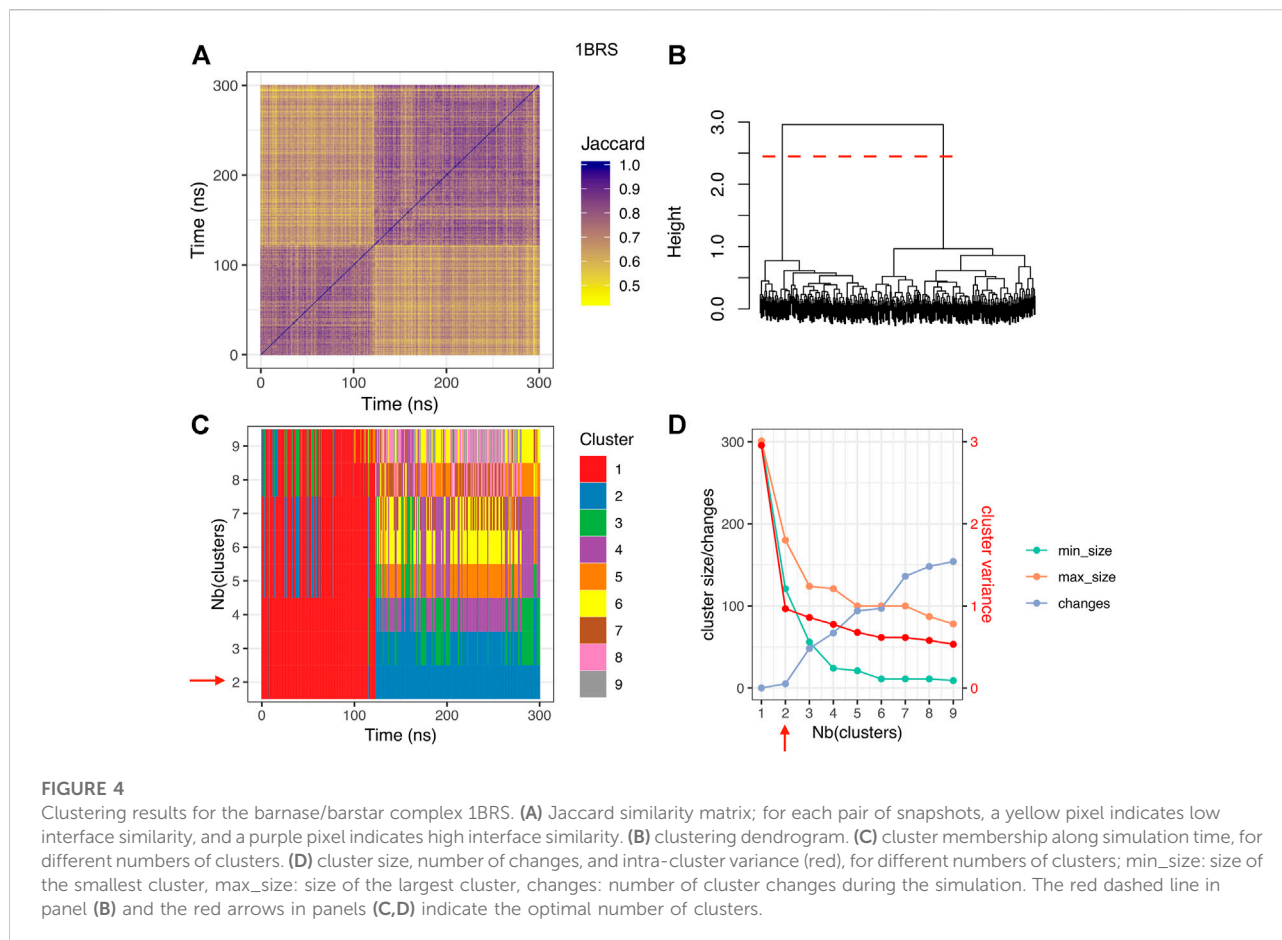 A
1BRS
300
200
100
0
Time (ns)
0
100
200
300
Time (ns)
Jaccard
1.0
0.9
0.8
0.7
0.6
0.5
B
Height
3.0
2.0
1.0
0.0
C
Nb(clusters)
9
8
7
6
5
4
3
2
0
100
200
300
Time (ns)
Cluster
1
2
3
4
5
6
7
8
9
D
cluster size/changes
300
200
100
0
1
2
3
4
5
6
7
8
9
Nb(clusters)
3
2
1
0
cluster variance
min_size
max_size
changes
FIGURE 4
Clustering results for the barnase/barstar complex 1BRS. (A) Jaccard similarity matrix; for each pair of snapshots, a yellow pixel indicates low
interface similarity, and a purple pixel indicates high interface similarity. (B) clustering dendrogram. (C) cluster membership along simulation time, for
different numbers of clusters. (D) cluster size, number of changes, and intra-cluster variance (red), for different numbers of clusters; min_size: size of
the smallest cluster, max_size: size of the largest cluster, changes: number of cluster changes during the simulation. The red dashed line in
panel (B) and the red arrows in panels (C,D) indicate the optimal number of clusters.